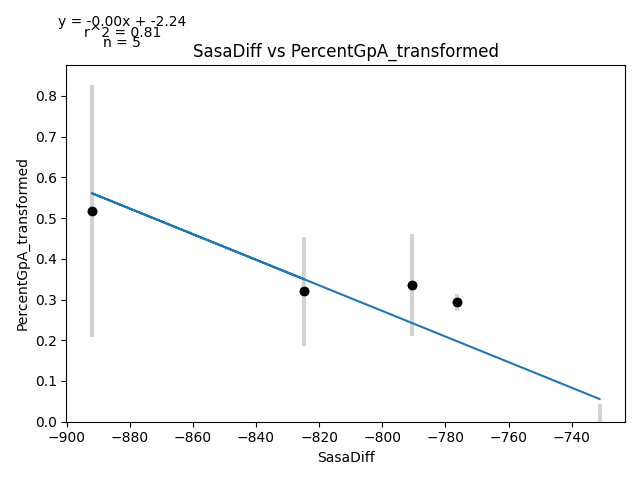 y = -0.00x + -2.24
r^2 = 0.81
n = 5
SasaDiff vs PercentGpA_transformed
PercentGpA_transformed
0.8
0.7
0.6
0.5
0.4
0.3
0.2
0.1
0.0
−900 −880 −860 −840 −820 −800 −780 −760 −740
SasaDiff